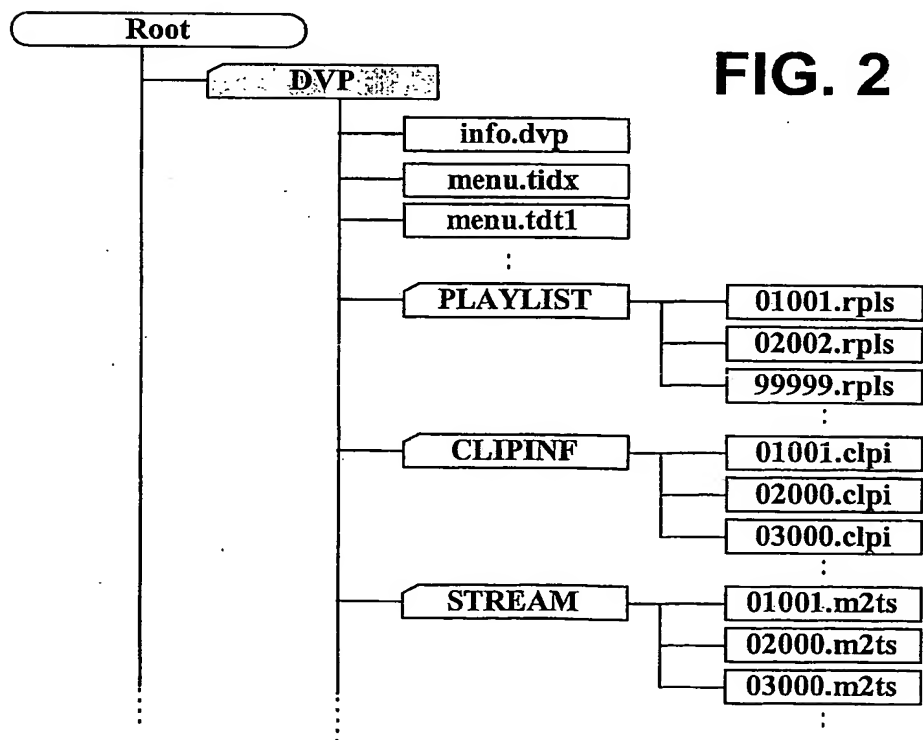 Root
FIG. 2
DVP
info.dvp
menu.tidx
menu.tdt1
PLAYLIST
01001.rpls
02002.rpls
99999.rpls
CLIPINF
01001.clpi
02000.clpi
03000.clpi
STREAM
01001.m2ts
02000.m2ts
03000.m2ts